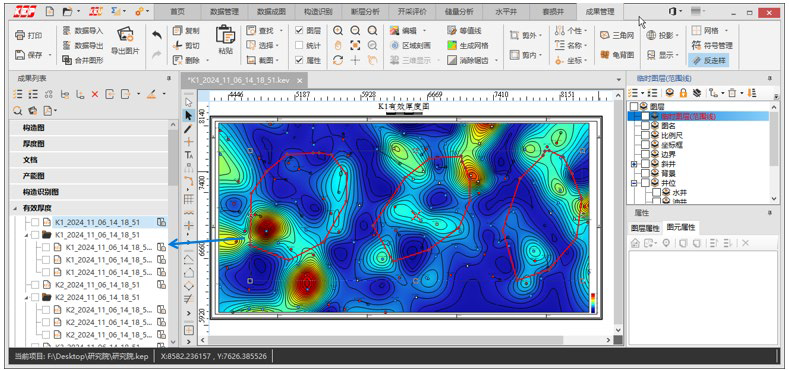 首页 数据管理 数据成图 构造识别 断层分析 开采评价 储量分析 水平井 套损井 成果管理
打印 数据导入 复制 查找 图层 编辑 等值线 剪外 个性 三角网 投影 网格
数据导出 导出图片 剪切 粘贴 选择 统计 区域刻画 生成网格 名称 符号管理
保存 合并图形 删除 截图 属性 三维显示 消除锯齿 剪内 坐标 龟背图 显示 反走样
成果列表
*K1_2024_11_06_14_18_51.kev
临时图层(范围线)
4446 5187 5928 6669 7410 8151
K1有效厚度图
8140
7400
6660
5920
构造图
厚度图
文档
产能图
构造识别图
有效厚度
K1_2024_11_06_14_18_51
K1_2024_11_06_14_18_51
K1_2024_11_06_14_18_5...
K1_2024_11_06_14_18_5...
K1_2024_11_06_14_18_5...
K2_2024_11_06_14_18_51
K2_2024_11_06_14_18_51
K2_2024_11_06_14_18_5...
K2_2024_11_06_14_18_5...
K2_2024_11_06_14_18_5...
图层
临时图层(范围线)
图名
比例尺
坐标框
边界
斜井
背景
井位
水井
油井
属性
图层属性 图元属性
当前项目: F:\Desktop\研究院\研究院.kep X:8582.236157 , Y:7626.385526